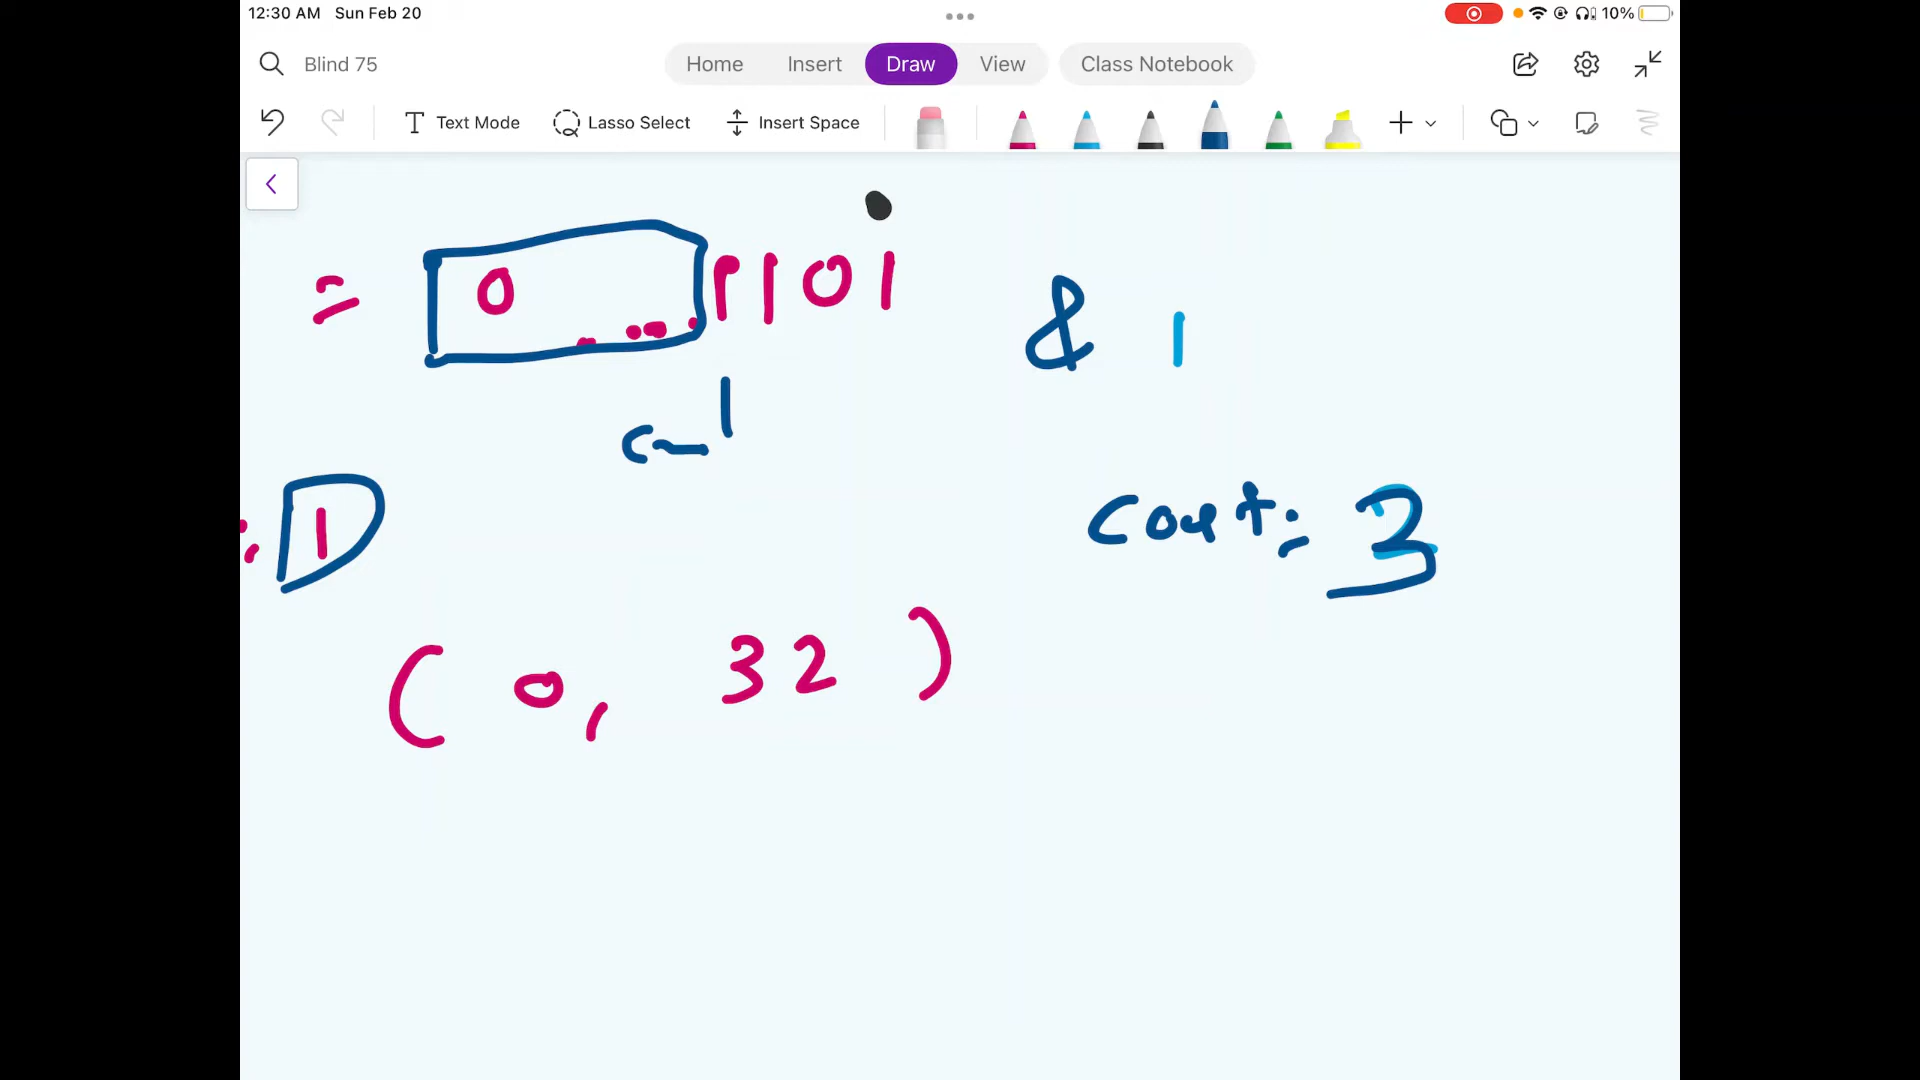 12:30 AM Sun Feb 20
10%
Blind 75
Home Insert Draw View Class Notebook
Text Mode Lasso Select Insert Space
= 0 .... 1101 & 1
1
1
= 3
( 0, 32 )